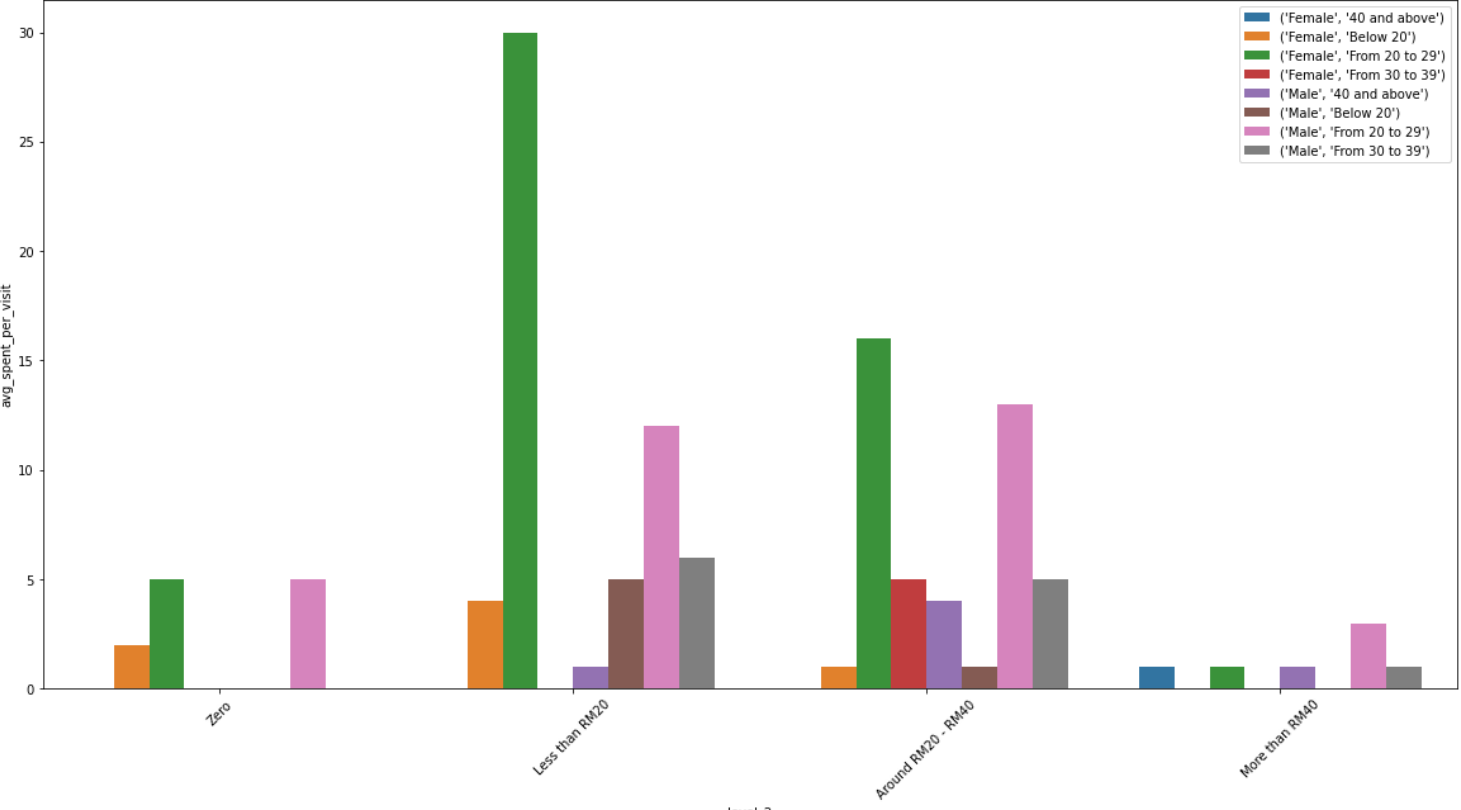 30
25
20
15
10
5
0
avg_spent_per_visit
('Female', '40 and above')
('Female', 'Below 20')
('Female', 'From 20 to 29')
('Female', 'From 30 to 39')
('Male', '40 and above')
('Male', 'Below 20')
('Male', 'From 20 to 29')
('Male', 'From 30 to 39')
Zero
Less than RM20
Around RM20 - RM40
More than RM40